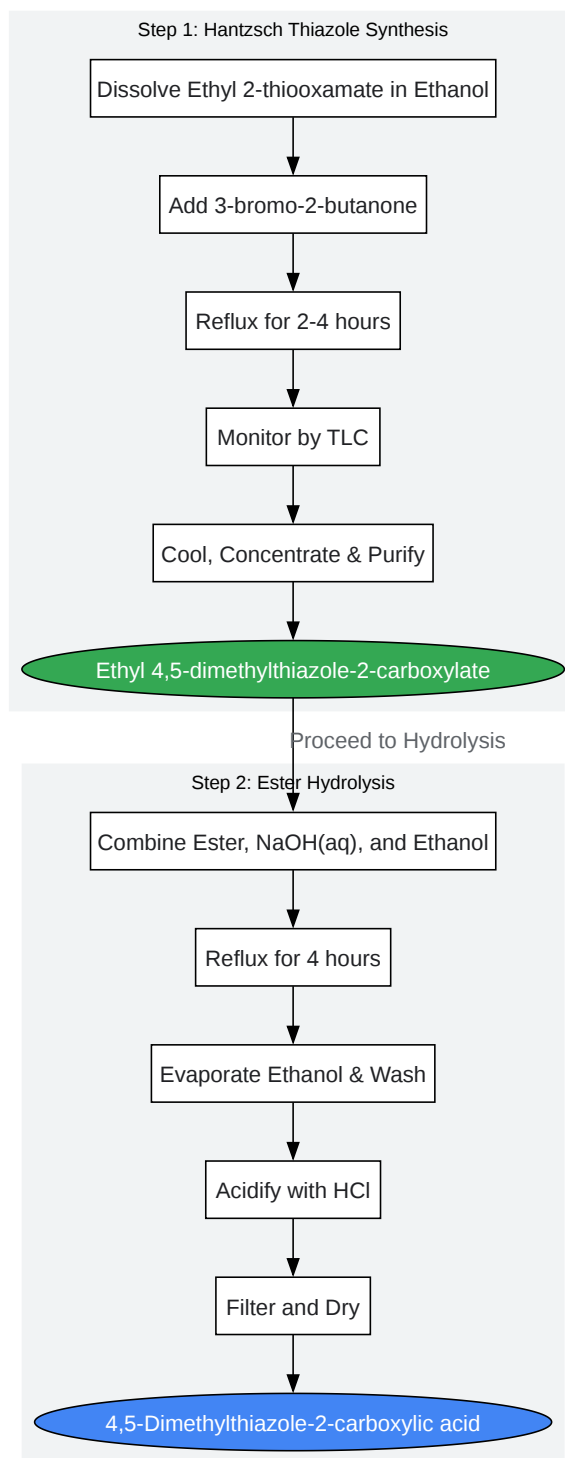 Step 1: Hantzsch Thiazole Synthesis
Dissolve Ethyl 2-thiooxamate in Ethanol
Add 3-bromo-2-butanone
Reflux for 2-4 hours
Monitor by TLC
Cool, Concentrate & Purify
Ethyl 4,5-dimethylthiazole-2-carboxylate
Proceed to Hydrolysis
Step 2: Ester Hydrolysis
Combine Ester, NaOH(aq), and Ethanol
Reflux for 4 hours
Evaporate Ethanol & Wash
Acidify with HCl
Filter and Dry
4,5-Dimethylthiazole-2-carboxylic acid